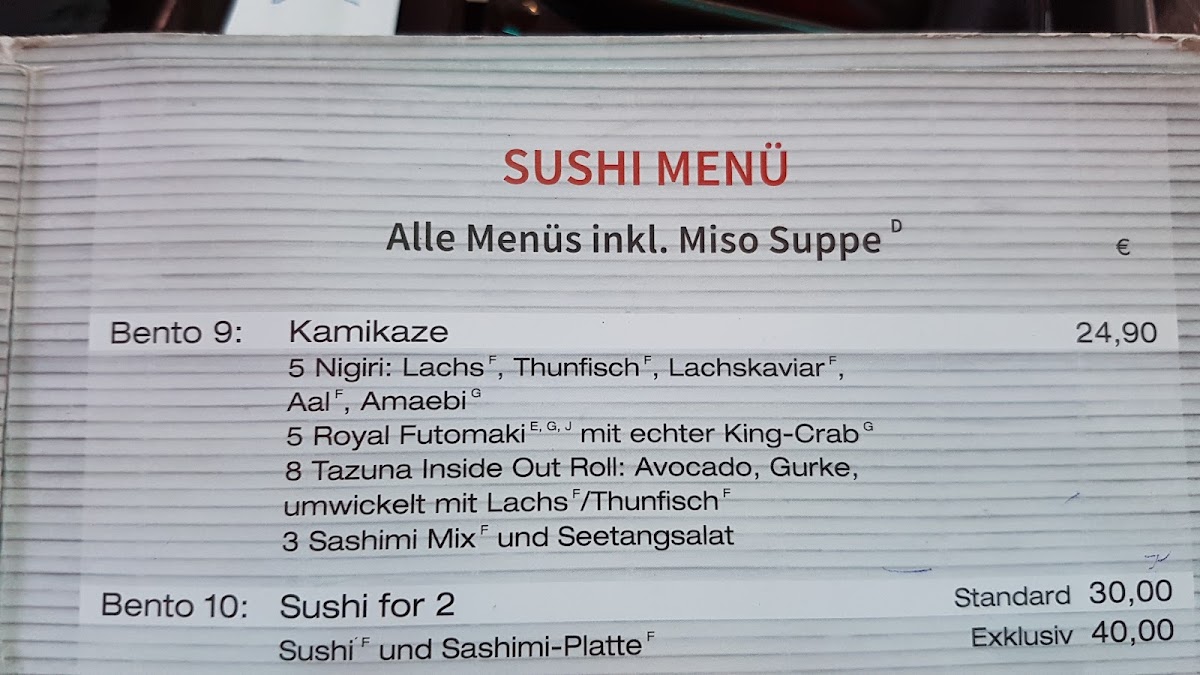 SUSHI MENÜ
Alle Menüs inkl. Miso Suppe D
€
Bento 9: Kamikaze 24,90
5 Nigiri: Lachs F, Thunfisch F, Lachskaviar F,
Aal F, Amaebi G
5 Royal Futomaki E, G, J mit echter King-Crab G
8 Tazuna Inside Out Roll: Avocado, Gurke,
umwickelt mit Lachs F/Thunfisch F
3 Sashimi Mix F und Seetangsalat
Bento 10: Sushi for 2 Standard 30,00
Sushi F und Sashimi-Platte F Exklusiv 40,00